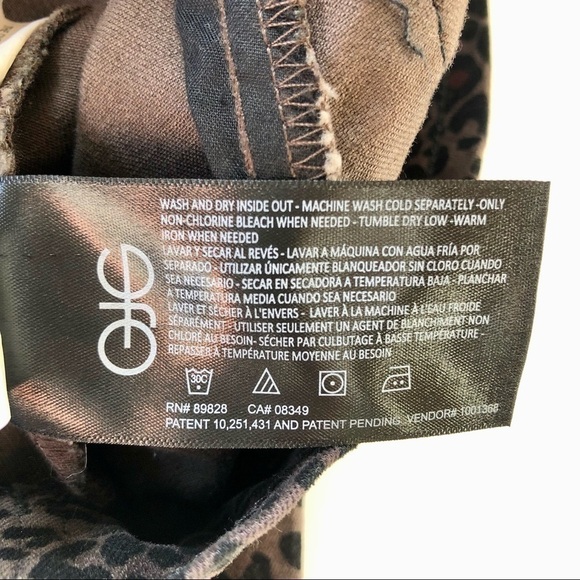 WASH AND DRY INSIDE OUT - MACHINE WASH COLD SEPARATELY -ONLY
NON-CHLORINE BLEACH WHEN NEEDED - TUMBLE DRY LOW -WARM
IRON WHEN NEEDED
LAVAR Y SECAR AL REVÉS - LAVAR A MÁQUINA CON AGUA FRÍA POR
SEPARADO - UTILIZAR ÚNICAMENTE BLANQUEADOR SIN CLORO CUANDO
SEA NECESARIO - SECAR EN SECADORA A TEMPERATURA BAJA - PLANCHAR
A TEMPERATURA MEDIA CUANDO SEA NECESARIO
LAVER ET SÉCHER À L'ENVERS - LAVER À LA MACHINE À L'EAU FROIDE
SÉPARÉMENT- UTILISER SEULEMENT UN AGENT DE BLANCHIMENT NON
CHLORÉ AU BESOIN- SÉCHER PAR CULBUTAGE À BASSE TEMPÉRATURE -
REPASSER À TEMPÉRATURE MOYENNE AU BESOIN
30C
RN# 89828 CA# 08349
PATENT 10,251,431 AND PATENT PENDING. VENDOR# 1001368